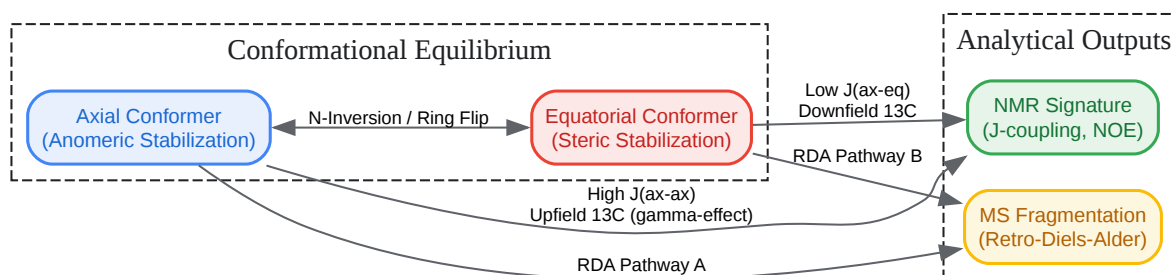 Conformational Equilibrium
Analytical Outputs
Axial Conformer
(Anomeric Stabilization)
N-Inversion / Ring Flip
Equatorial Conformer
(Steric Stabilization)
Low J(ax-eq)
Downfield 13C
NMR Signature
(J-coupling, NOE)
RDA Pathway B
High J(ax-ax)
Upfield 13C (gamma-effect)
MS Fragmentation
(Retro-Diels-Alder)
RDA Pathway A